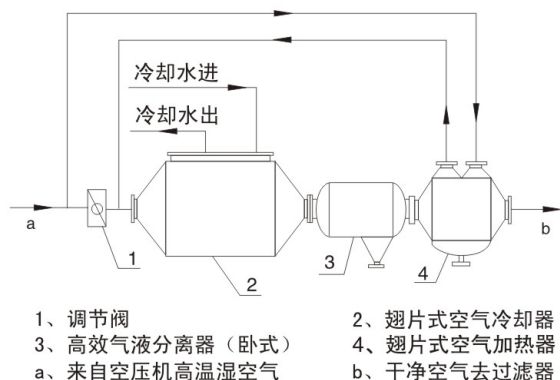 冷却水进
冷却水出
a
b
1
2
3
4
1、调节阀
2、翅片式空气冷却器
3、高效气液分离器（卧式）
4、翅片式空气加热器
a、来自空压机高温湿空气
b、干净空气去过滤器